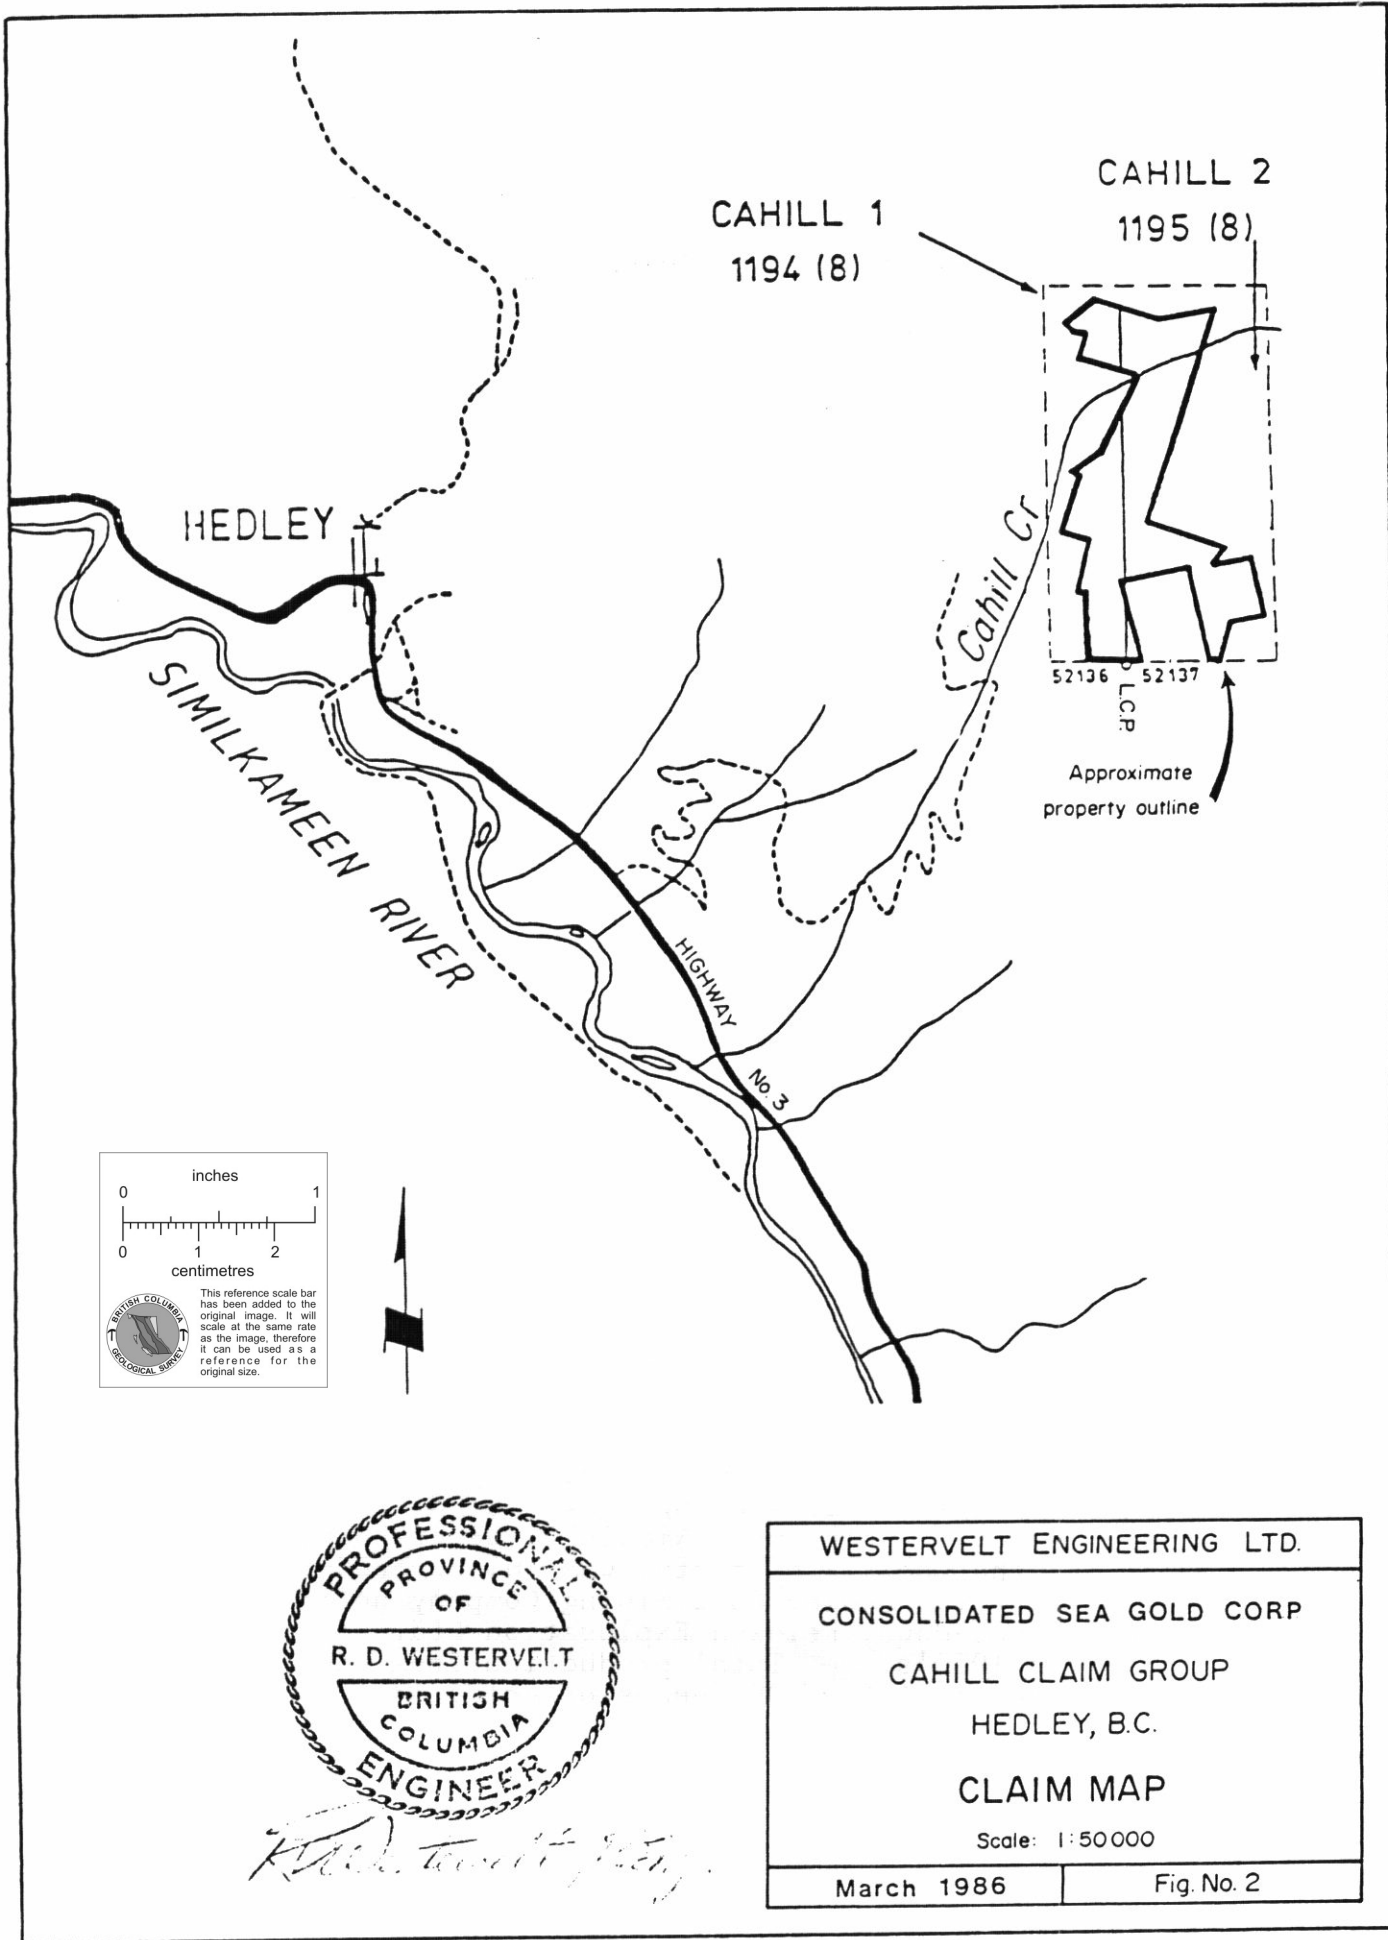 CAHILL 2
1195 (8)
CAHILL 1
1194 (8)
HEDLEY
Cahill Cr
SIMILKAMEEN RIVER
52136
52137
L.C.P.
Approximate
property outline
HIGHWAY
No. 3
inches
0 1
0 1 2
centimetres
This reference scale bar
has been added to the
original image. It will
scale at the same rate
as the image, therefore
it can be used as a
reference for the
original size.
BRITISH COLUMBIA
GEOLOGICAL SURVEY
PROFESSIONAL
PROVINCE
OF
R. D. WESTERVELT
BRITISH
COLUMBIA
ENGINEER
WESTERVELT ENGINEERING LTD.
CONSOLIDATED SEA GOLD CORP
CAHILL CLAIM GROUP
HEDLEY, B.C.
CLAIM MAP
Scale: 1:50000
March 1986
Fig. No. 2